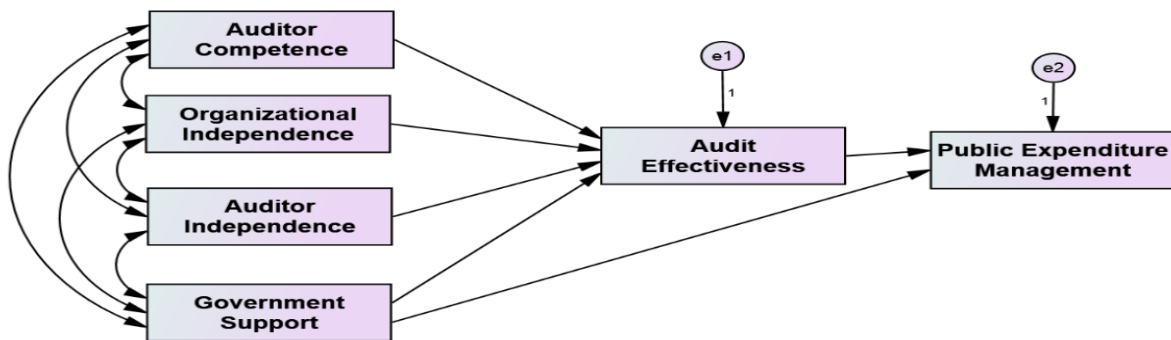 Auditor
Competence
Organizational
Independence
Auditor
Independence
Government
Support
e1
1
Audit
Effectiveness
e2
1
Public Expenditure
Management